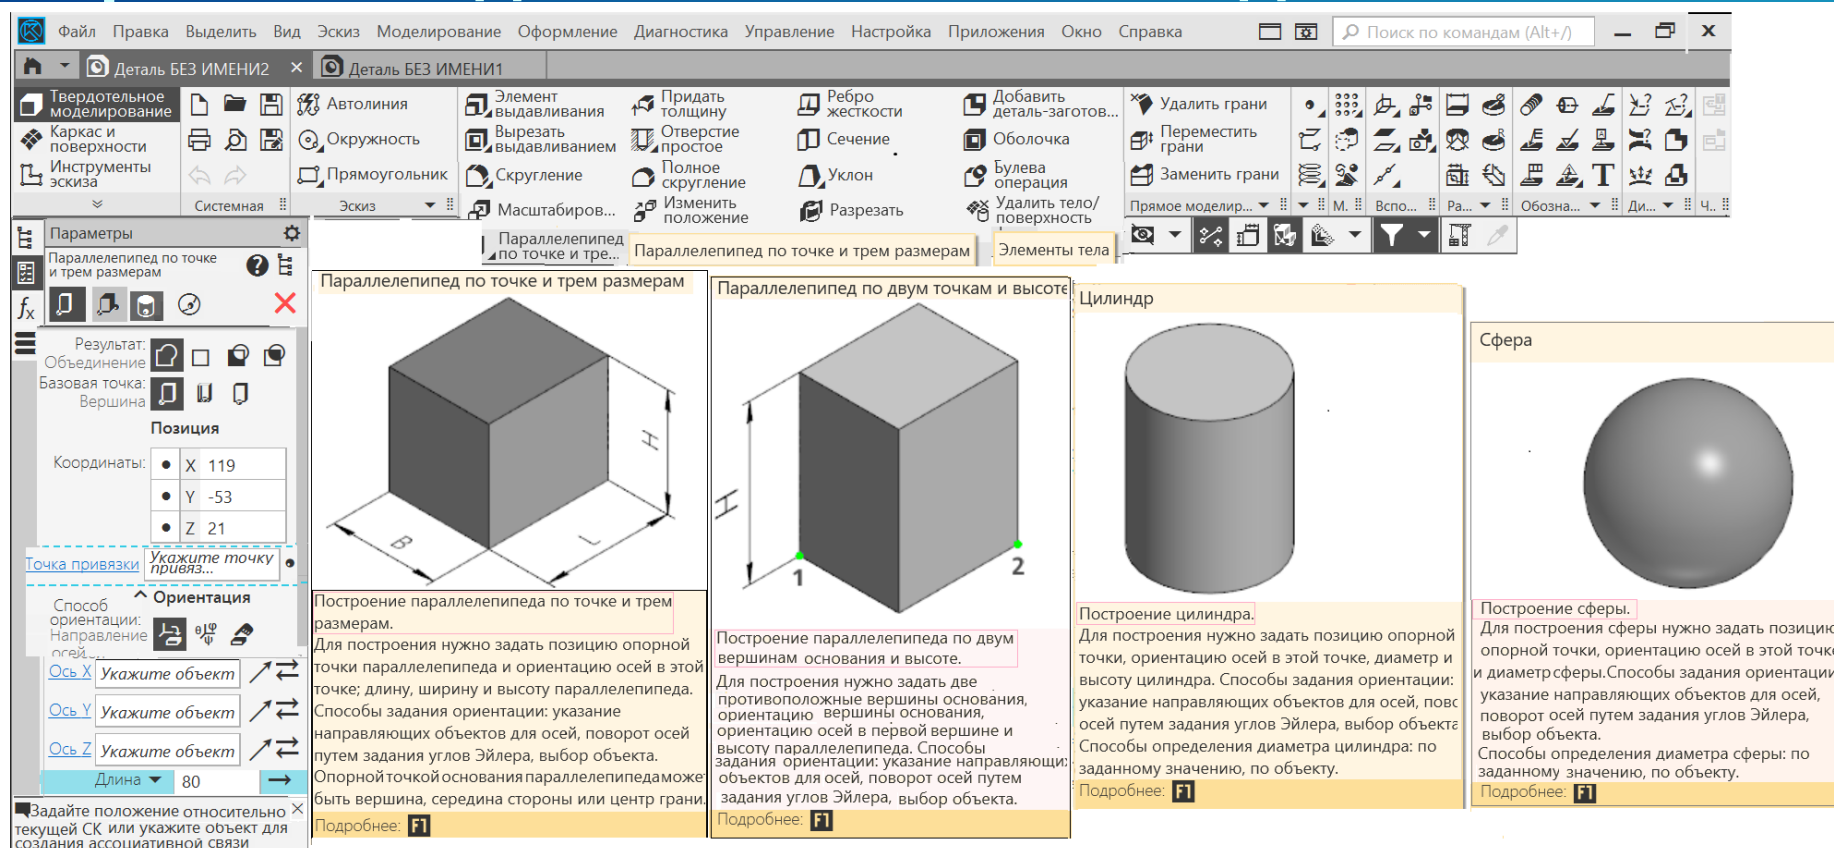 Файл Правка Выделить Вид Эскиз Моделирование Оформление Диагностика Управление Настройка Приложения Окно Справка Поиск по командам (Alt+/)
Деталь БЕЗ ИМЕНИ2 × Деталь БЕЗ ИМЕНИ1
Твердотельное
моделирование
Каркас и
поверхности
Инструменты
эскиза
Системная
Автолиния
Окружность
Прямоугольник
Эскиз
Элемент
выдавливания
Вырезать
выдавливанием
Скругление
Масштабиров...
Параллелепипед
по точке и тре...
Придать
толщину
Отверстие
простое
Полное
скругление
Изменить
положение
Ребро
жесткости
Сечение
Уклон
Разрезать
Добавить
деталь-заготов...
Оболочка
Булева
операция
Удалить тело/
поверхность
Удалить грани
Переместить
грани
Заменить грани
Прямое моделир... М. Вспо... Ра... Обозна... Ди... Ч..
Параллелепипед по точке и трем размерам
Элементы тела
Параметры
Параллелепипед по точке
и трем размерам
Результат:
Объединение
Базовая точка:
Вершина
Позиция
Координаты: X 119
Y -53
Z 21
Точка привязки Укажите точку
привяз...
Ориентация
Способ
ориентации:
Направление
осей
Ось X Укажите объект
Ось Y Укажите объект
Ось Z Укажите объект
Длина 80
Задайте положение относительно
текущей СК или укажите объект для
создания ассоциативной связи
Параллелепипед по точке и трем размерам
H
B
L
Построение параллелепипеда по точке и трем
размерам.
Для построения нужно задать позицию опорной
точки параллелепипеда и ориентацию осей в этой
точке; длину, ширину и высоту параллелепипеда.
Способы задания ориентации: указание
направляющих объектов для осей, поворот осей
путем задания углов Эйлера, выбор объекта.
Опорной точкой основания параллелепипеда може
быть вершина, середина стороны или центр грани.
Подробнее: F1
Параллелепипед по двум точкам и высоте
H
1
2
Построение параллелепипеда по двум
вершинам основания и высоте.
Для построения нужно задать две
противоположные вершины основания,
ориентацию вершины основания,
ориентацию осей в первой вершине и
высоту параллелепипеда. Способы
задания ориентации: указание направляющи:
объектов для осей, поворот осей путем
задания углов Эйлера, выбор объекта.
Подробнее: F1
Цилиндр
Построение цилиндра.
Для построения нужно задать позицию опорной
точки, ориентацию осей в этой точке, диаметр и
высоту цилиндра. Способы задания ориентации:
указание направляющих объектов для осей, пово
осей путем задания углов Эйлера, выбор объекта
Способы определения диаметра цилиндра: по
заданному значению, по объекту.
Подробнее: F1
Сфера
Построение сферы.
Для построения сферы нужно задать позицию
опорной точки, ориентацию осей в этой точке
и диаметр сферы.Способы задания ориентации
указание направляющих объектов для осей,
поворот осей путем задания углов Эйлера,
выбор объекта.
Способы определения диаметра сферы: по
заданному значению, по объекту.
Подробнее: F1